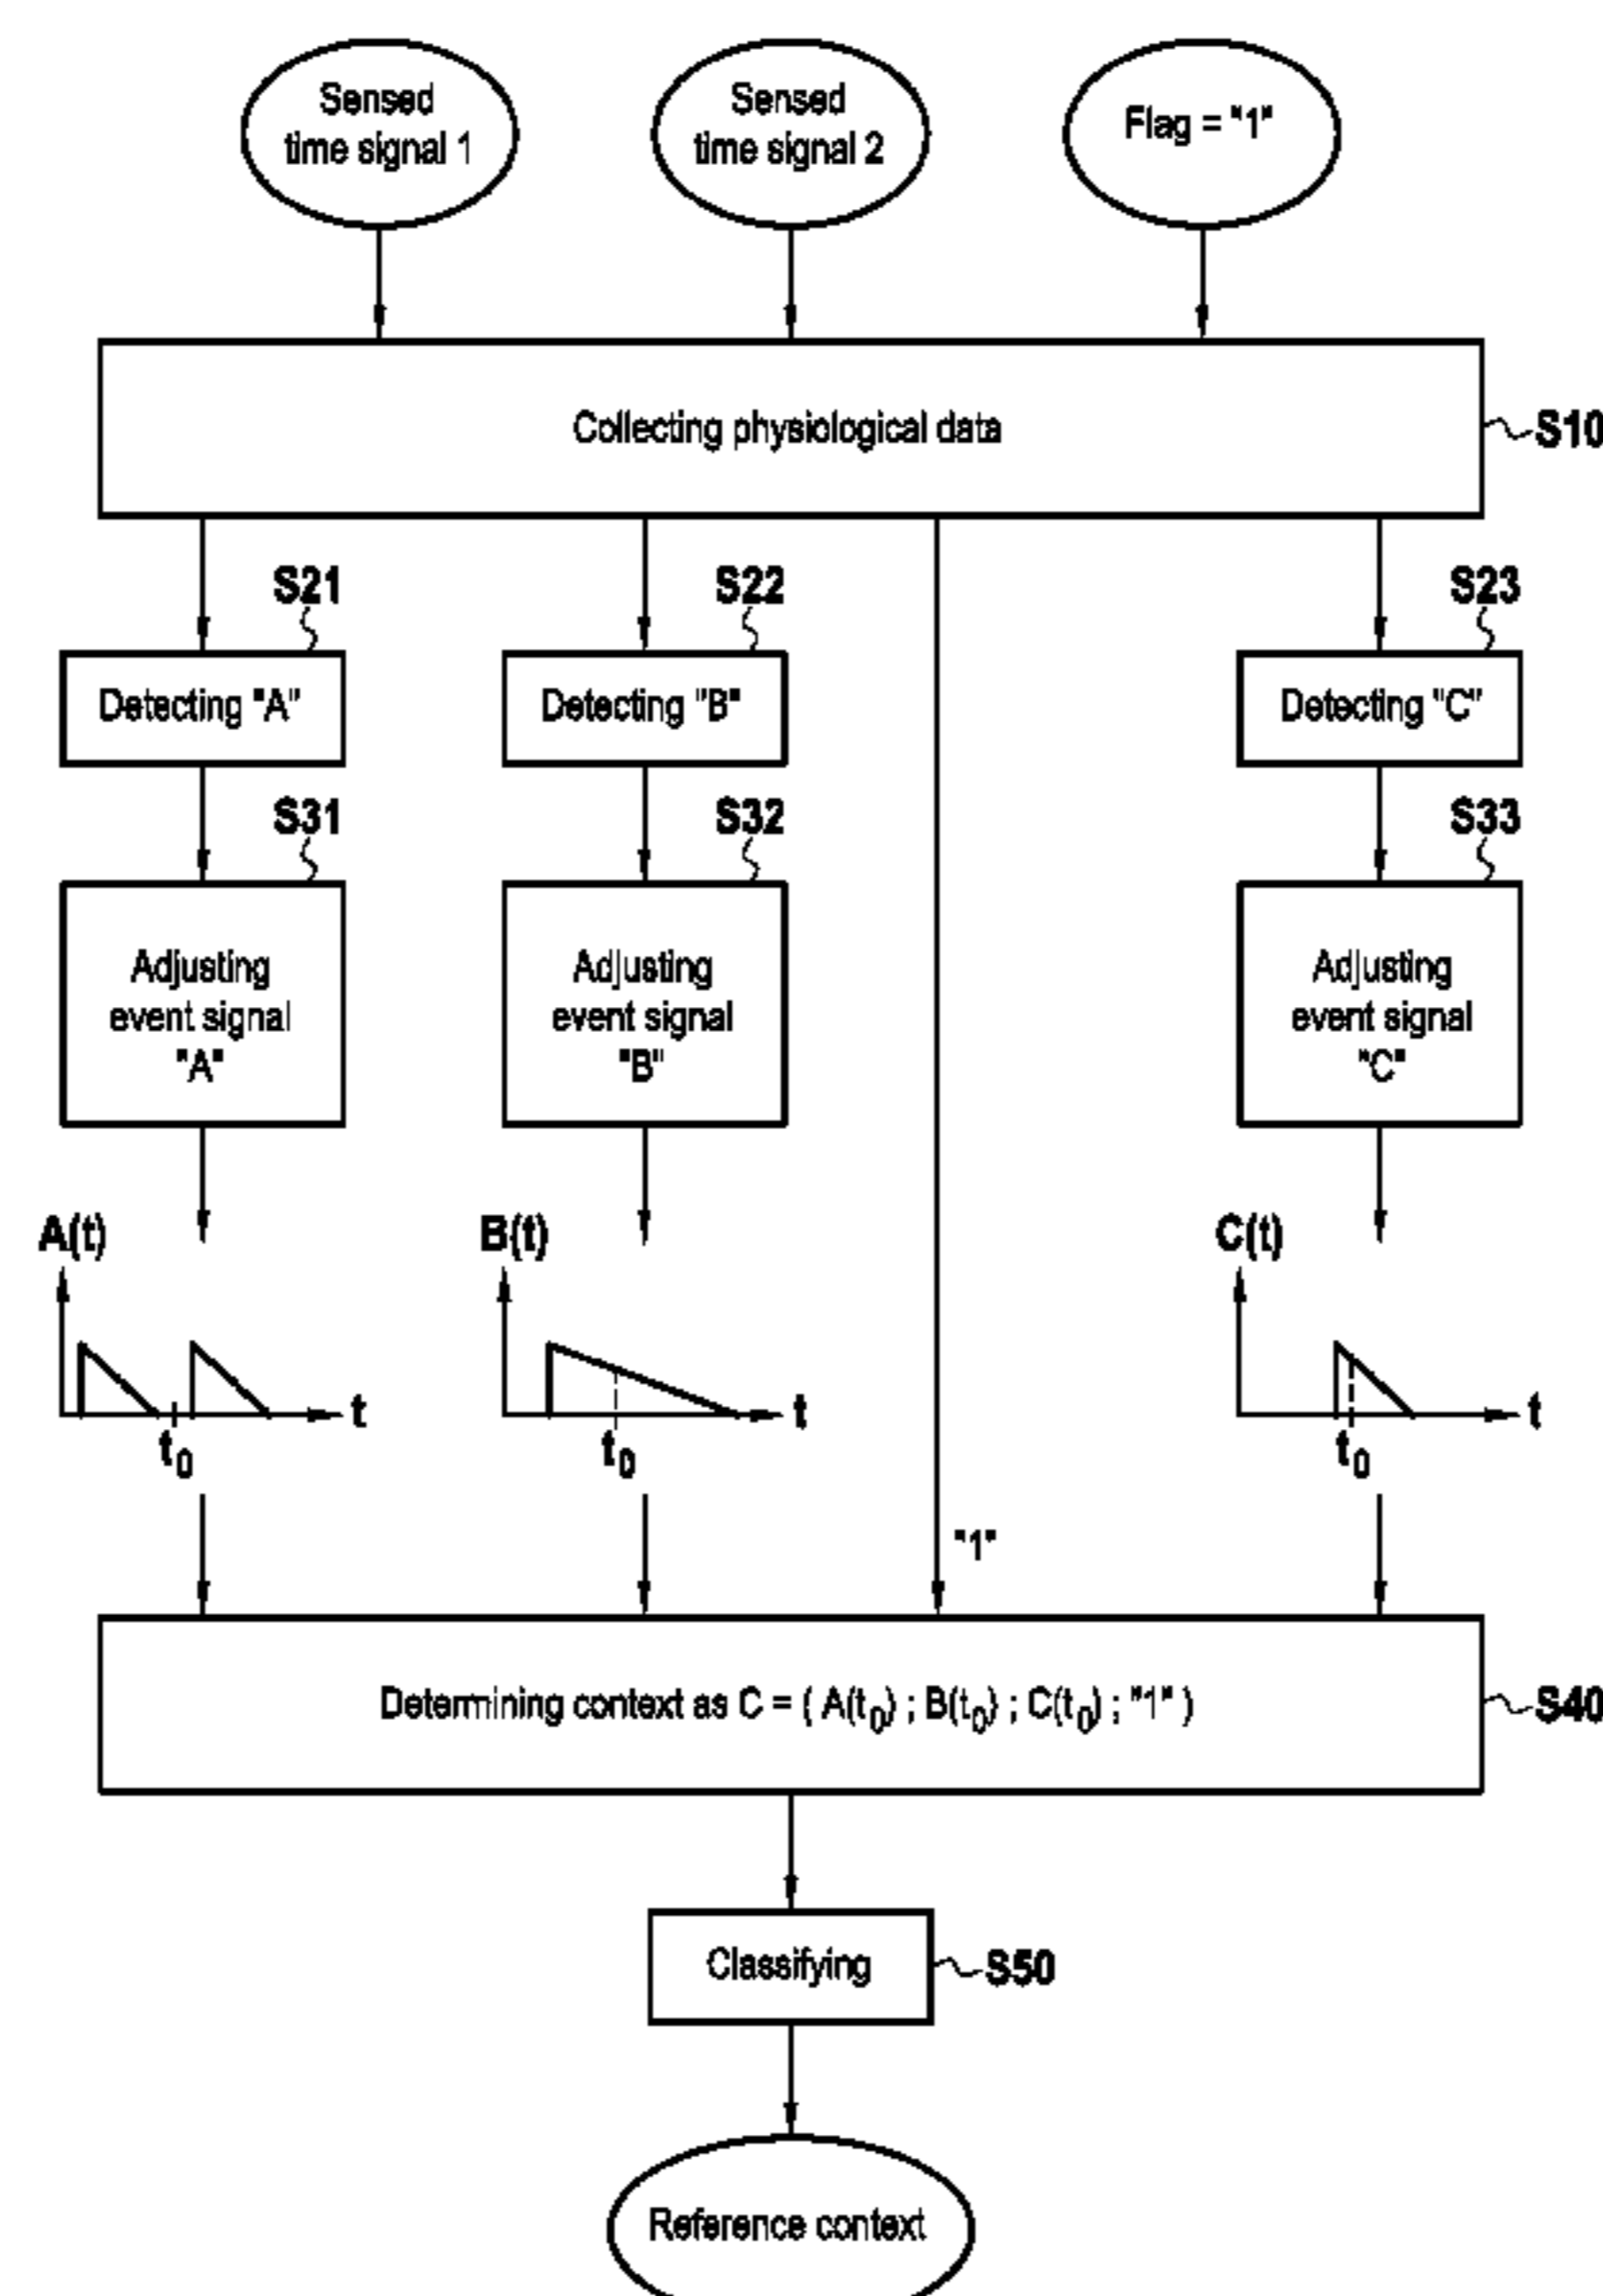 Sensed
time signal 1
Sensed
time signal 2
Flag = "1"
Collecting physiological data
S10
S21
S22
S23
Detecting "A"
Detecting "B"
Detecting "C"
S31
S32
S33
Adjusting
event signal
"A"
Adjusting
event signal
"B"
Adjusting
event signal
"C"
A(t)
B(t)
C(t)
t
t
t
t0
t0
t0
"1"
Determining context as C = ( A(t0) ; B(t0) ; C(t0) ; "1" )
S40
Classifying
S50
Reference context